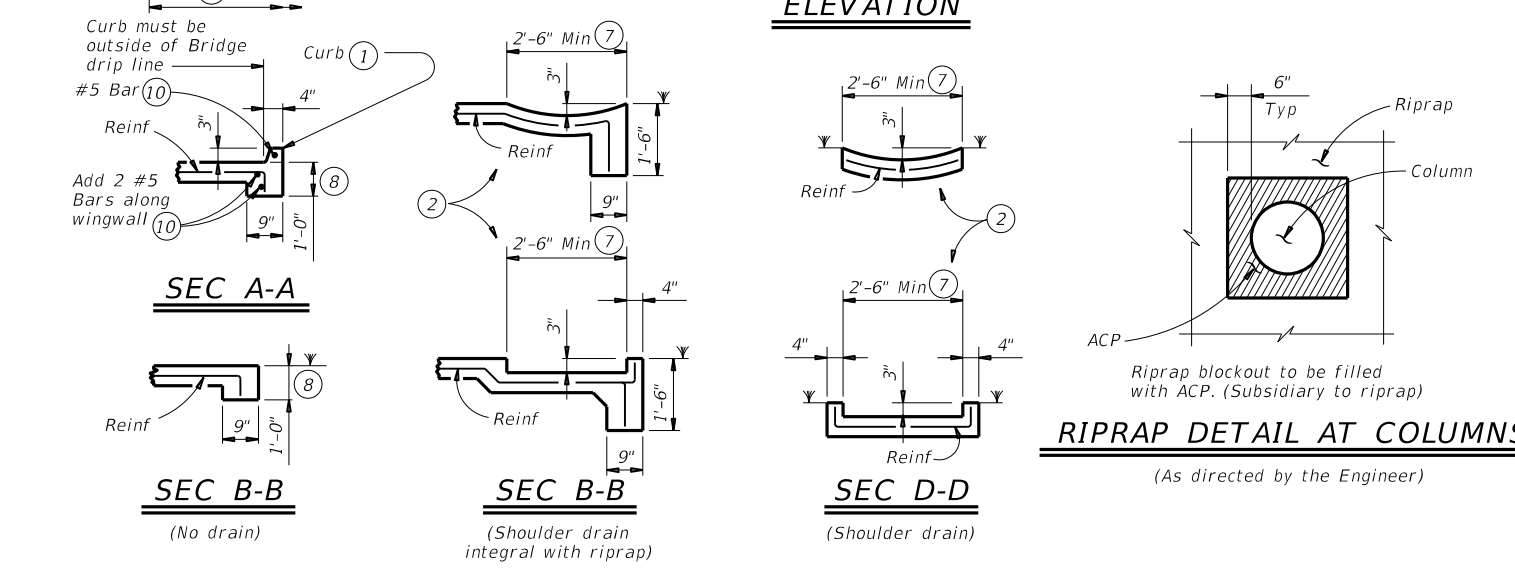 ELEVATION
Curb must be
outside of Bridge
drip line
Curb 1
#5 Bar 10
4"
3"
Reinf
Add 2 #5
Bars along
wingwall 10
8
9"
1'-0"
SEC A-A
Reinf
8
9"
1'-0"
SEC B-B
(No drain)
2'-6" Min 7
3"
Reinf
1'-6"
9"
2
2'-6" Min 7
4"
3"
Reinf
1'-6"
9"
SEC B-B
(Shoulder drain
integral with riprap)
2'-6" Min 7
3"
Reinf
2
2'-6" Min 7
4"
4"
3"
Reinf
SEC D-D
(Shoulder drain)
6"
Typ
Riprap
Column
ACP
Riprap blockout to be filled
with ACP. (Subsidiary to riprap)
RIPRAP DETAIL AT COLUMNS
(As directed by the Engineer)